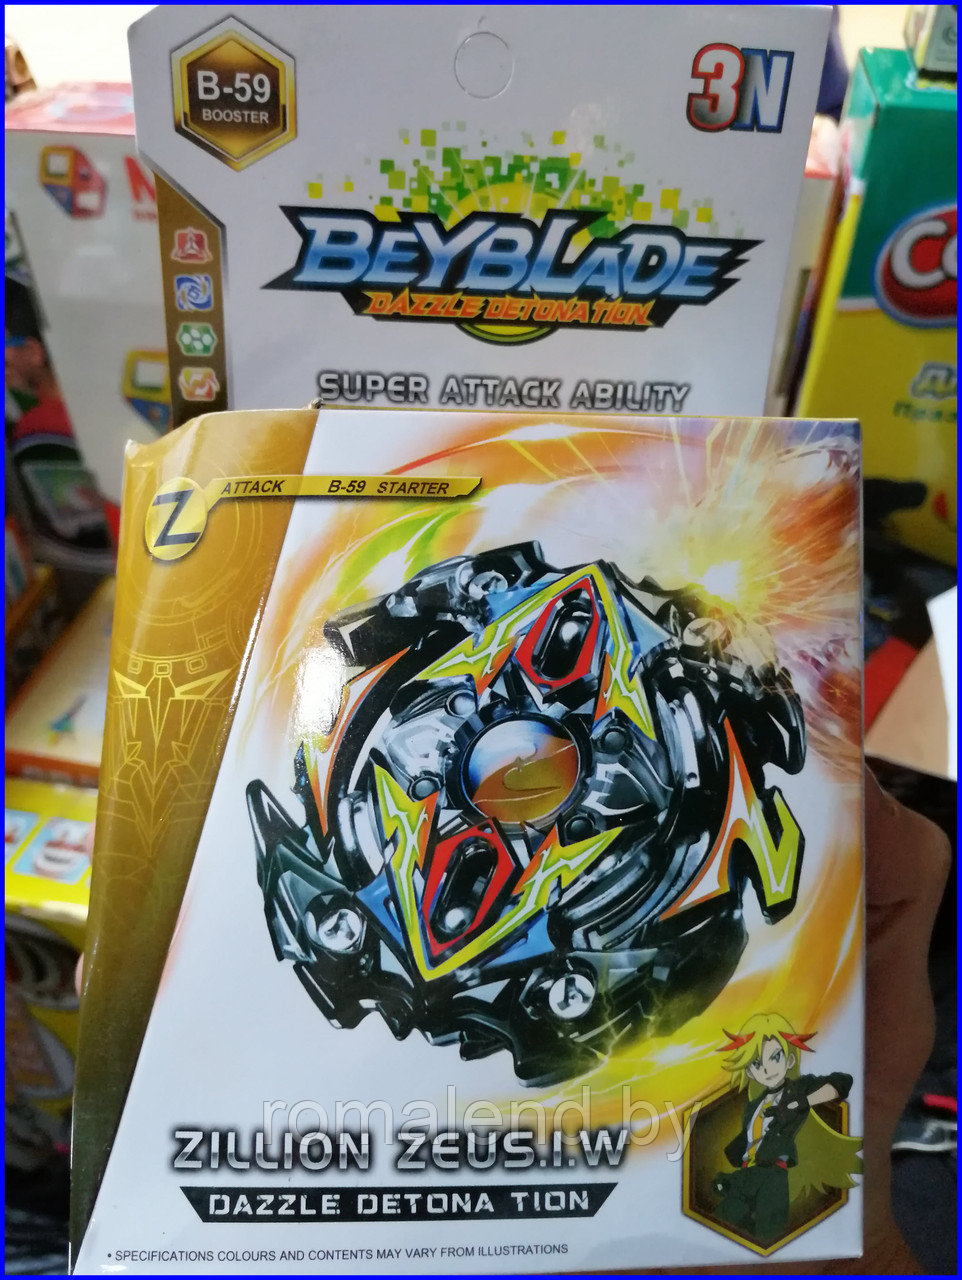 B-59
BOOSTER
3N
BEYBLADE
DAZZLE DETONATION
SUPER ATTACK ABILITY
Z
ATTACK B-59 STARTER
romalend.by
ZILLION ZEUS.I.W
DAZZLE DETONA TION
• SPECIFICATIONS COLOURS AND CONTENTS MAY VARY FROM ILLUSTRATIONS